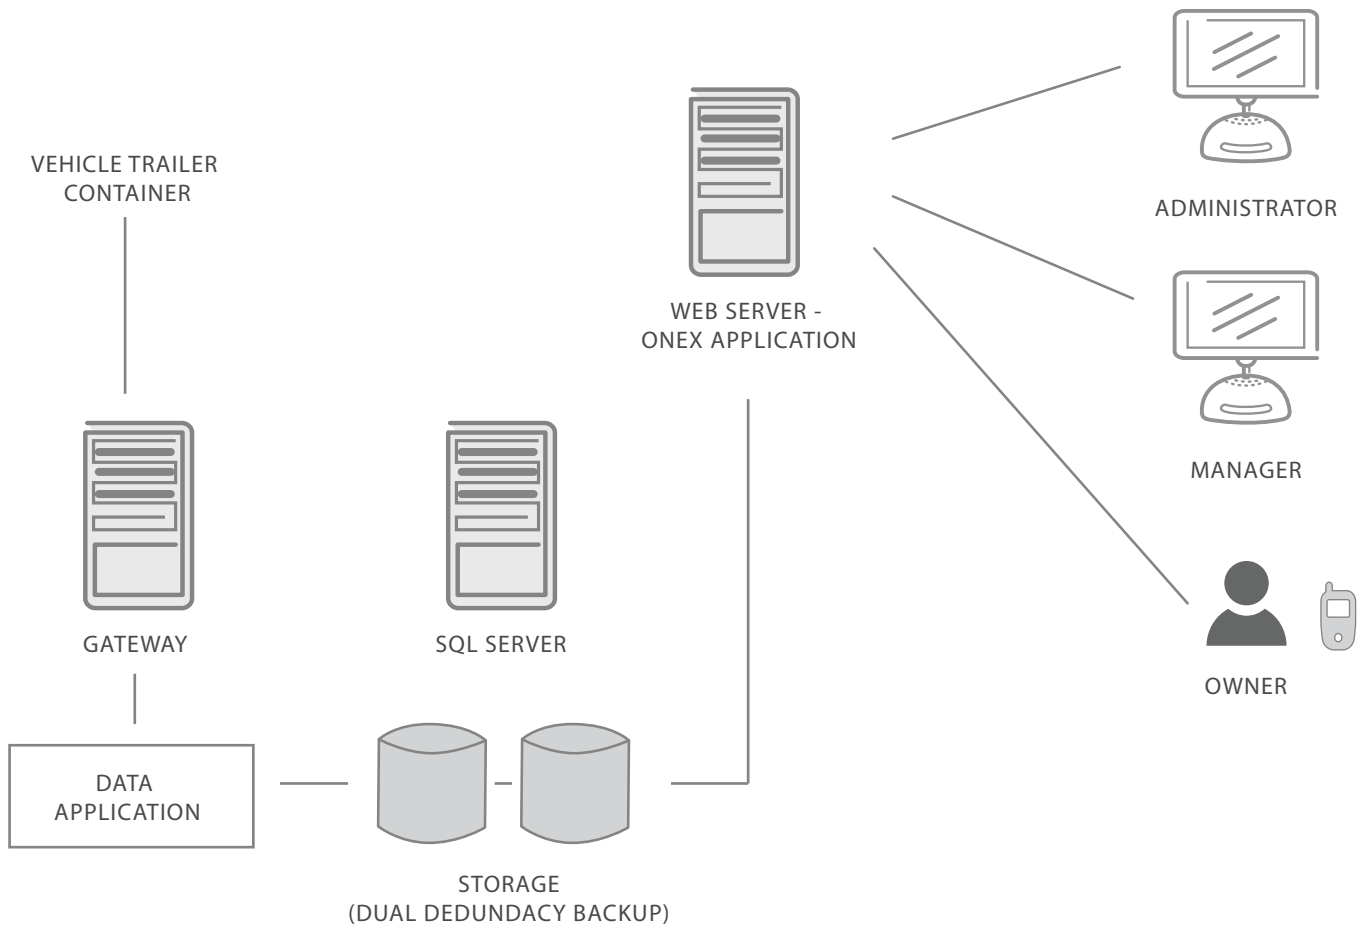 VEHICLE TRAILER
CONTAINER
WEB SERVER -
ONEX APPLICATION
ADMINISTRATOR
MANAGER
GATEWAY
SQL SERVER
OWNER
DATA
APPLICATION
STORAGE
(DUAL DEDUNDACY BACKUP)